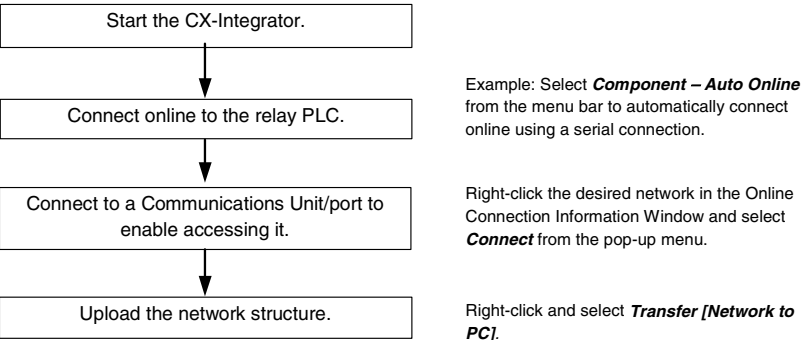 Start the CX-Integrator.
Example: Select Component – Auto Online
from the menu bar to automatically connect
online using a serial connection.
Connect online to the relay PLC.
Right-click the desired network in the Online
Connection Information Window and select
Connect from the pop-up menu.
Connect to a Communications Unit/port to
enable accessing it.
Upload the network structure.
Right-click and select Transfer [Network to
PC].